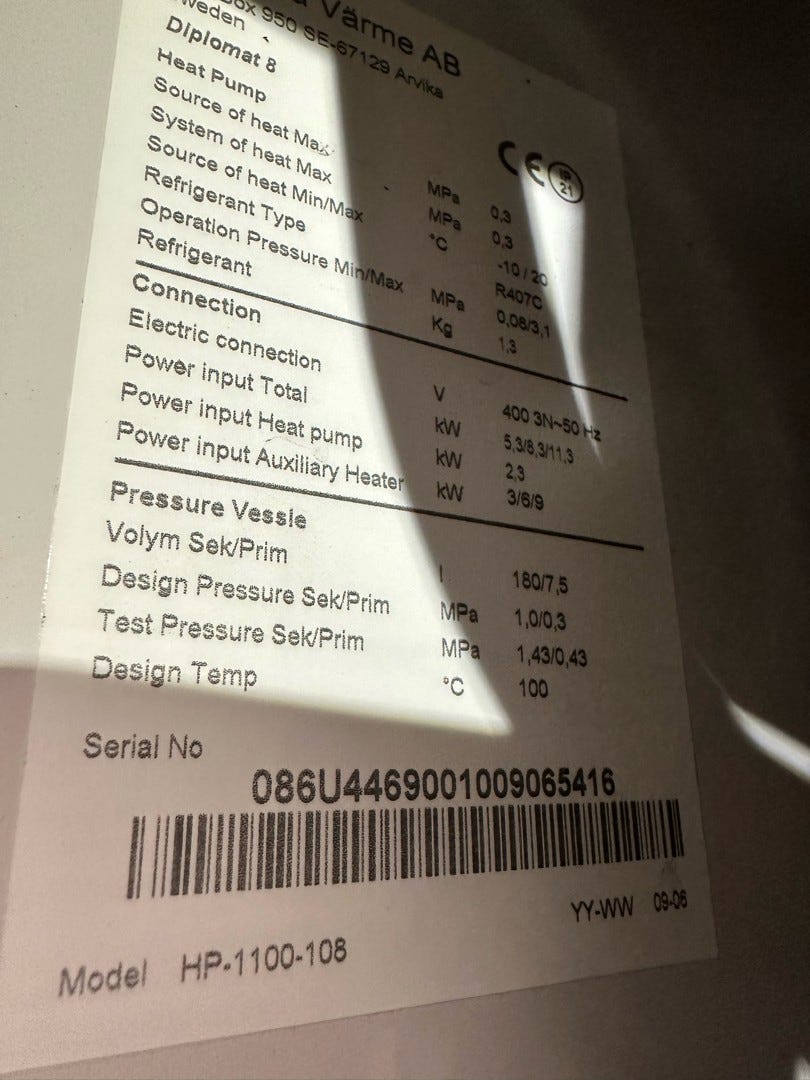 Värme AB
Box 950 SE-67129 Arvika
Sweden
Diplomat 8
Heat Pump
Source of heat Max MPa 0,3
System of heat Max MPa 0,3
Source of heat Min/Max °C -10 / 20
Refrigerant Type R407C
Operation Pressure Min/Max MPa 0,08/3,1
Refrigerant Kg 1,3
Connection
Electric connection V 400 3N~50 Hz
Power input Total kW 5,3/8,3/11,3
Power input Heat pump kW 2,3
Power input Auxiliary Heater kW 3/6/9
Pressure Vessle
Volym Sek/Prim l 180/7,5
Design Pressure Sek/Prim MPa 1,0/0,3
Test Pressure Sek/Prim MPa 1,43/0,43
Design Temp °C 100
CE IP 21
Serial No
086U4469001009065416
YY-WW 09-06
Model HP-1100-108